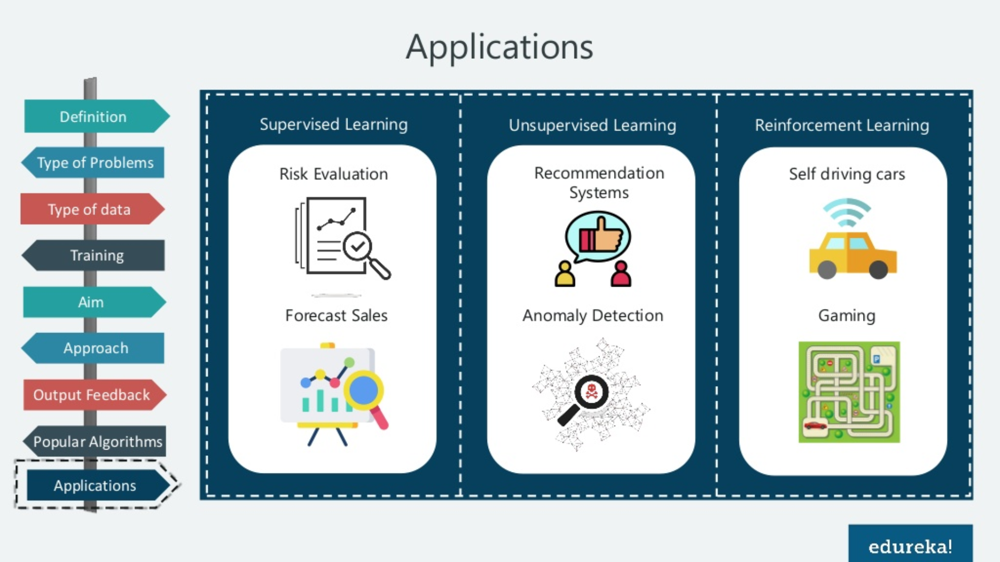 Applications
Definition
Type of Problems
Type of data
Training
Aim
Approach
Output Feedback
Popular Algorithms
Applications
Supervised Learning
Risk Evaluation
Forecast Sales
Unsupervised Learning
Recommendation
Systems
Anomaly Detection
Reinforcement Learning
Self driving cars
Gaming
P
edureka!